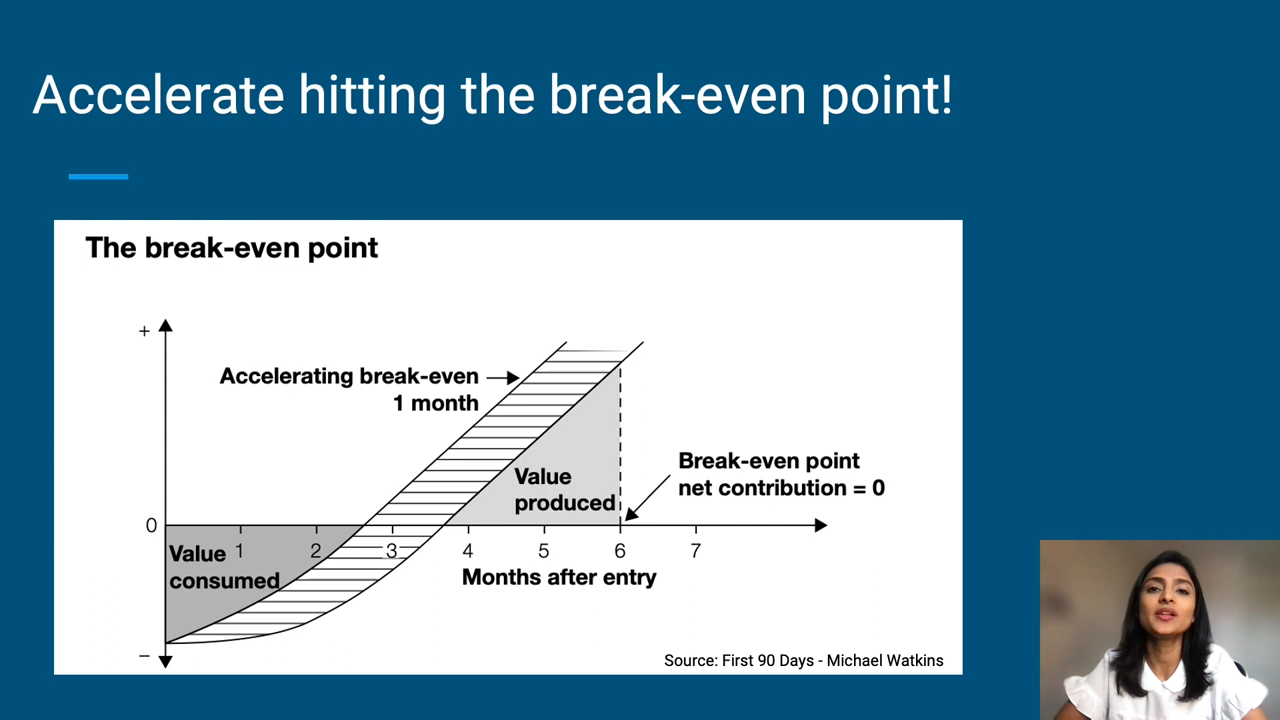 Accelerate hitting the break-even point!
The break-even point
+
Accelerating break-even
1 month
Break-even point
net contribution = 0
Value
produced
0
Value
consumed
1 2 3 4 5 6 7
Months after entry
−
Source: First 90 Days - Michael Watkins